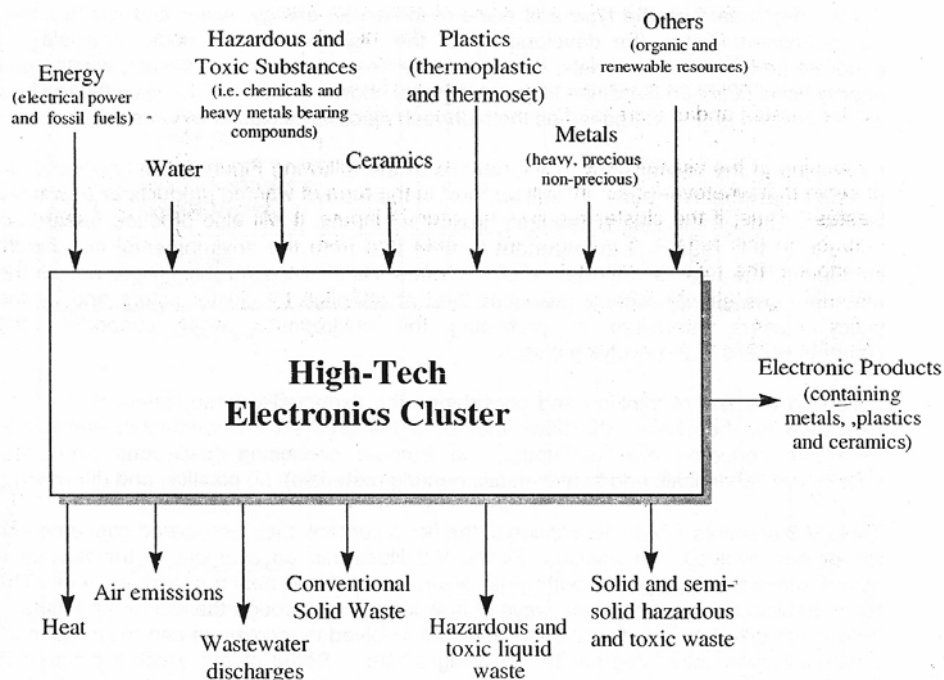 Energy
(electrical power
and fossil fuels)
Water
Hazardous and
Toxic Substances
(i.e. chemicals and
heavy metals bearing
compounds)
Ceramics
Plastics
(thermoplastic
and thermoset)
Metals
(heavy, precious
non-precious)
Others
(organic and
renewable resources)
High-Tech
Electronics Cluster
Electronic Products
(containing
metals, ,plastics
and ceramics)
Heat
Air emissions
Wastewater
discharges
Conventional
Solid Waste
Hazardous and
toxic liquid
waste
Solid and semi-
solid hazardous
and toxic waste